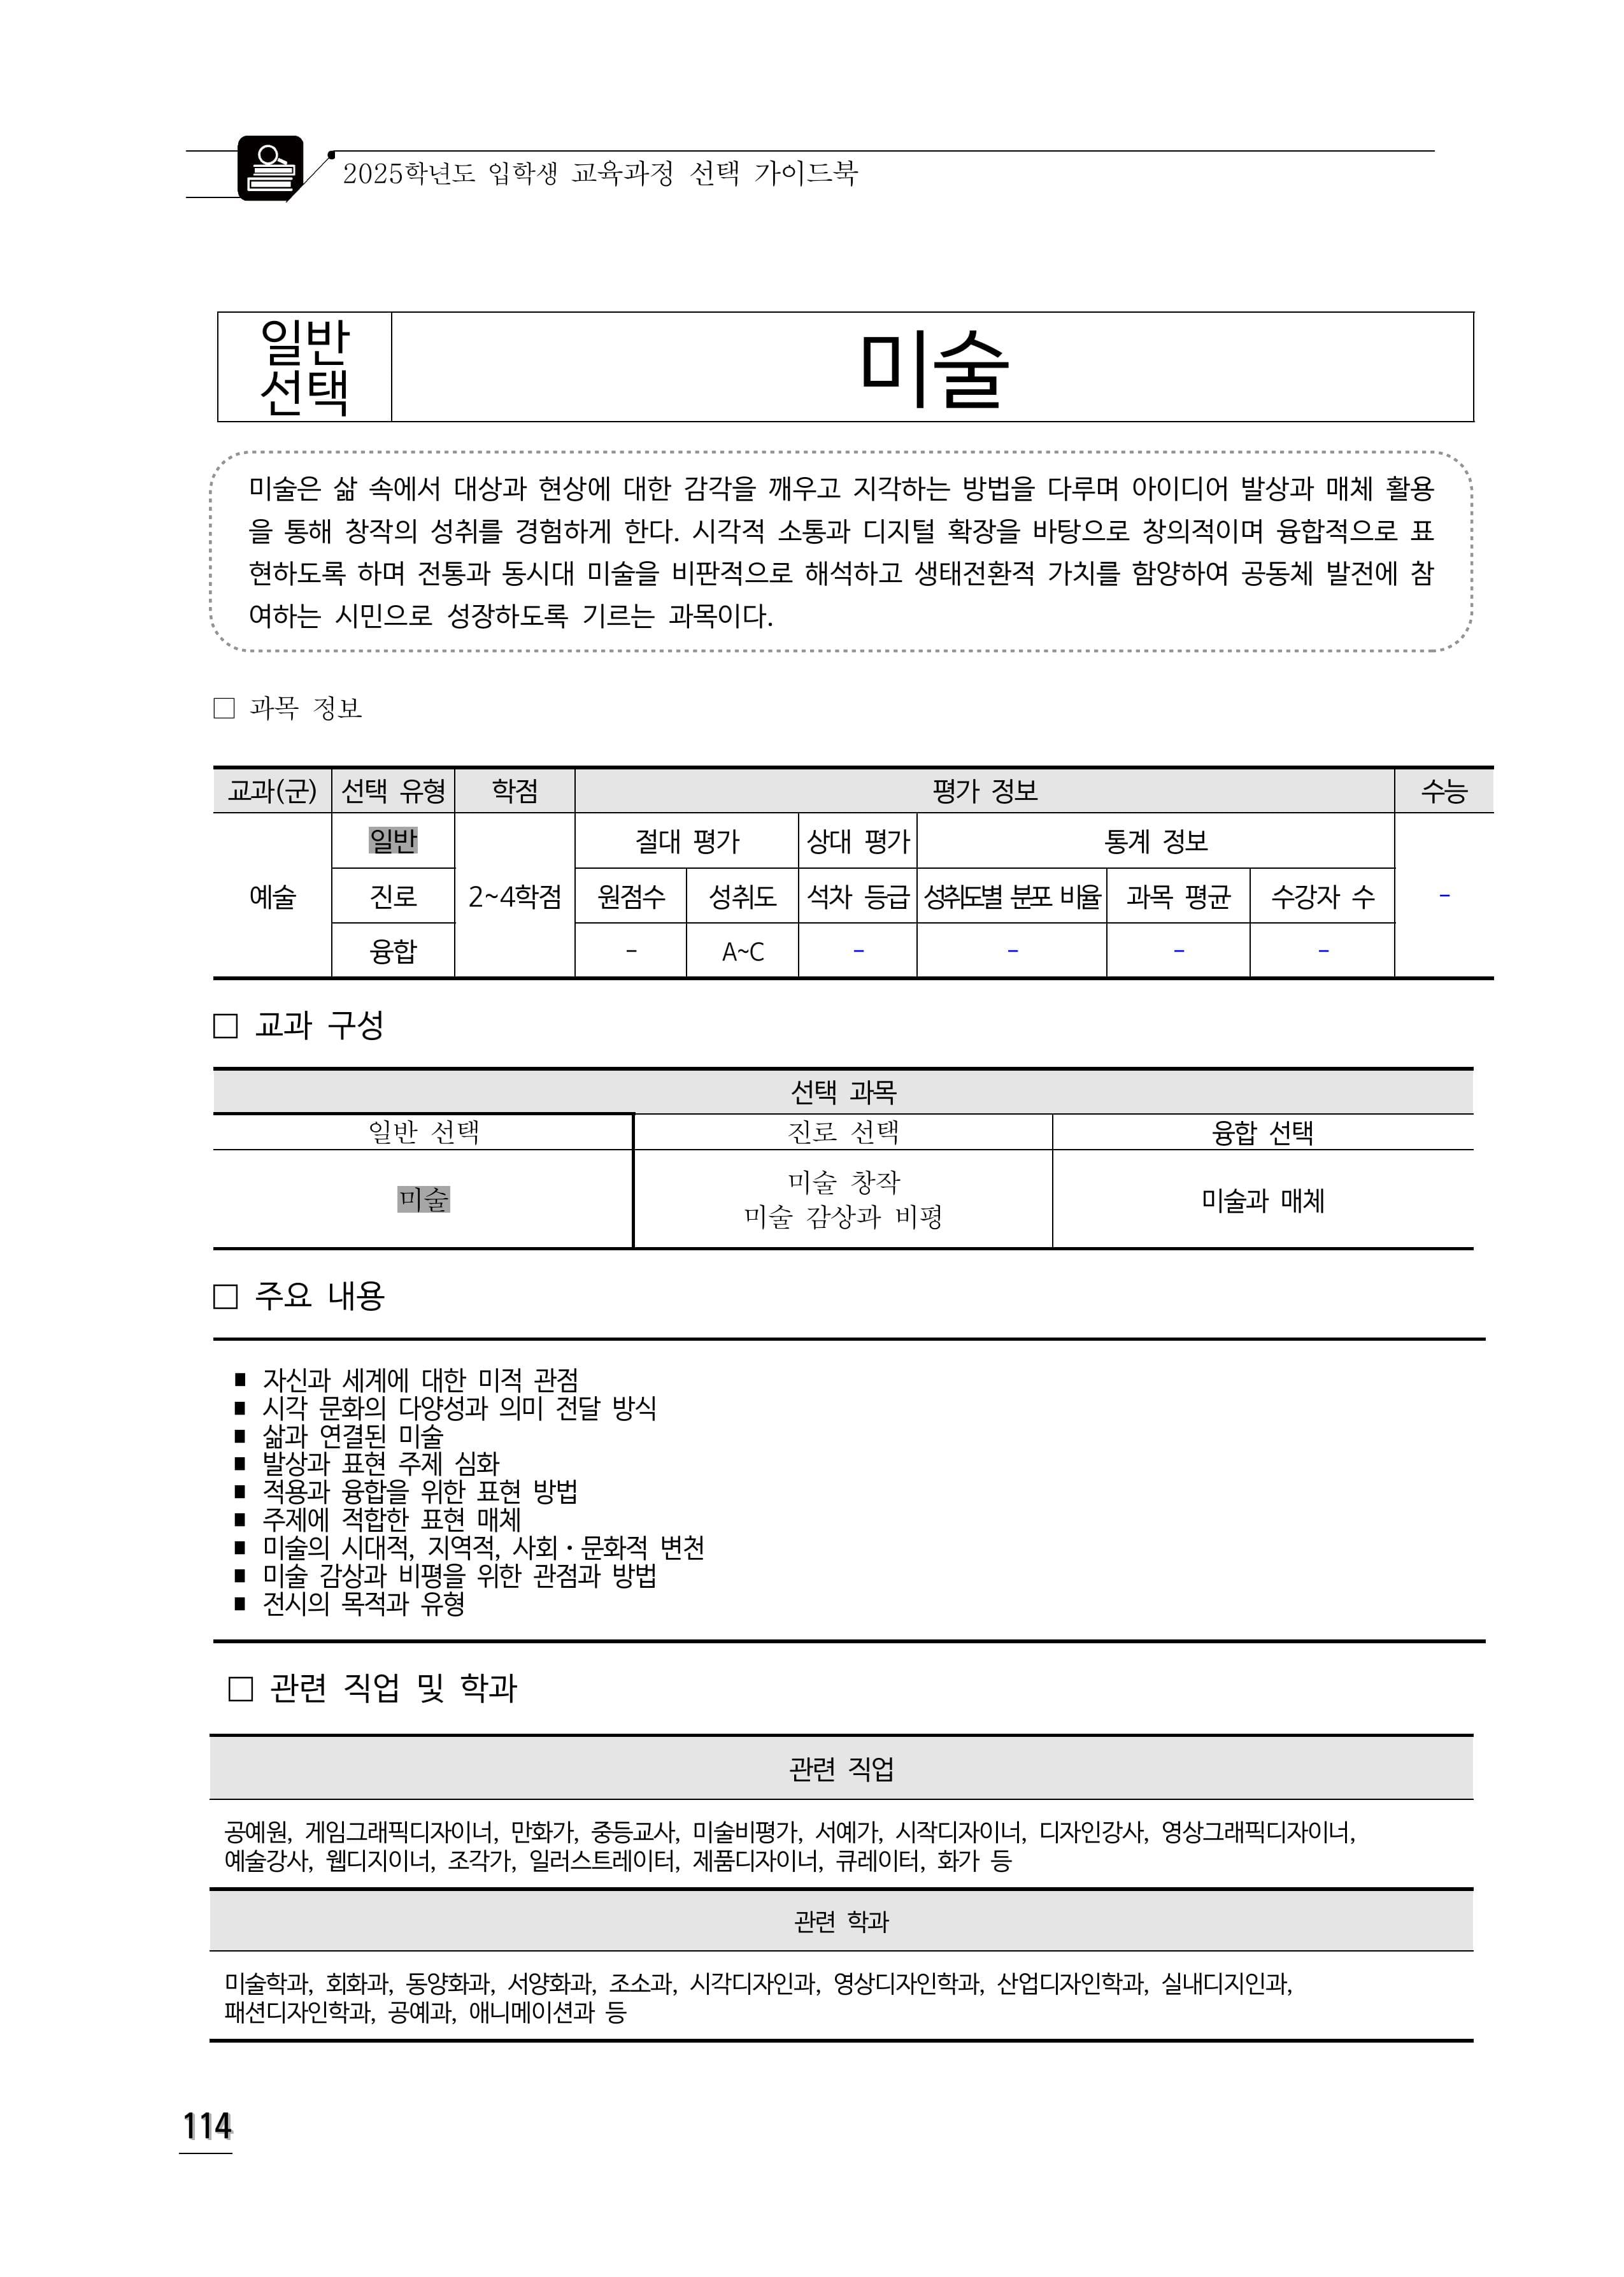 2025학년도 입학생 교육과정 선택 가이드북
일반
선택
미술
미술은 삶 속에서 대상과 현상에 대한 감각을 깨우고 지각하는 방법을 다루며 아이디어 발상과 매체 활용
을 통해 창작의 성취를 경험하게 한다. 시각적 소통과 디지털 확장을 바탕으로 창의적이며 융합적으로 표
현하도록 하며 전통과 동시대 미술을 비판적으로 해석하고 생태전환적 가치를 함양하여 공동체 발전에 참
여하는 시민으로 성장하도록 기르는 과목이다.
□ 과목 정보
교과(군) 선택 유형 학점 평가 정보 수능
일반 절대 평가 상대 평가 통계 정보
예술 진로 2~4학점 원점수 성취도 석차 등급 성취도별 분포 비율 과목 평균 수강자 수 -
융합 - A~C - - - -
□ 교과 구성
선택 과목
일반 선택 진로 선택 융합 선택
미술 창작
미술 미술과 매체
미술 감상과 비평
□ 주요 내용
■ 자신과 세계에 대한 미적 관점
■ 시각 문화의 다양성과 의미 전달 방식
■ 삶과 연결된 미술
■ 발상과 표현 주제 심화
■ 적용과 융합을 위한 표현 방법
■ 주제에 적합한 표현 매체
■ 미술의 시대적, 지역적, 사회·문화적 변천
■ 미술 감상과 비평을 위한 관점과 방법
■ 전시의 목적과 유형
□ 관련 직업 및 학과
관련 직업
공예원, 게임그래픽디자이너, 만화가, 중등교사, 미술비평가, 서예가, 시작디자이너, 디자인강사, 영상그래픽디자이너,
예술강사, 웹디지이너, 조각가, 일러스트레이터, 제품디자이너, 큐레이터, 화가 등
관련 학과
미술학과, 회화과, 동양화과, 서양화과, 조소과, 시각디자인과, 영상디자인학과, 산업디자인학과, 실내디지인과,
패션디자인학과, 공예과, 애니메이션과 등
114